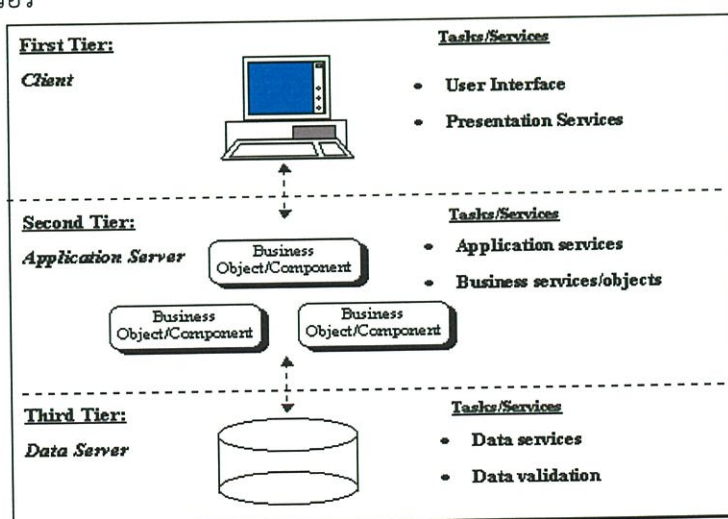 First Tier:
Client
Tasks/Services
• User Interface
• Presentation Services
Second Tier:
Application Server
Business
Object/Component
Business
Object/Component
Business
Object/Component
Tasks/Services
• Application services
• Business services/objects
Third Tier:
Data Server
Tasks/Services
• Data services
• Data validation